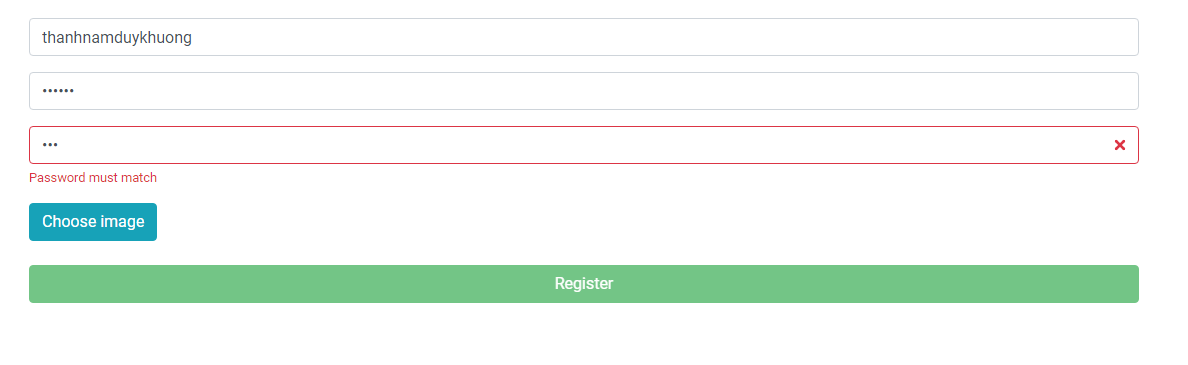 thanhnamduykhuong
••••••
•••
Password must match
Choose image
Register